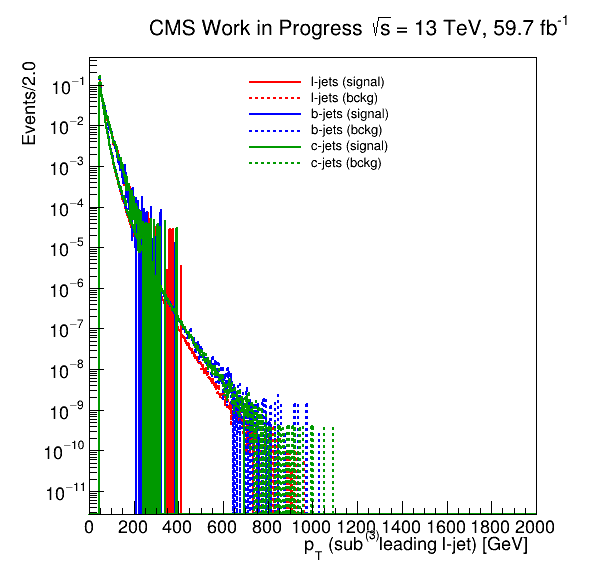 CMS Work in Progress √s = 13 TeV, 59.7 fb⁻¹
Events/2.0
l-jets (signal)
l-jets (bckg)
b-jets (signal)
b-jets (bckg)
c-jets (signal)
c-jets (bckg)
10⁻¹
10⁻²
10⁻³
10⁻⁴
10⁻⁵
10⁻⁶
10⁻⁷
10⁻⁸
10⁻⁹
10⁻¹⁰
10⁻¹¹
0 200 400 600 800 1000 1200 1400 1600 1800 2000
p_T (sub⁽³⁾leading l-jet) [GeV]